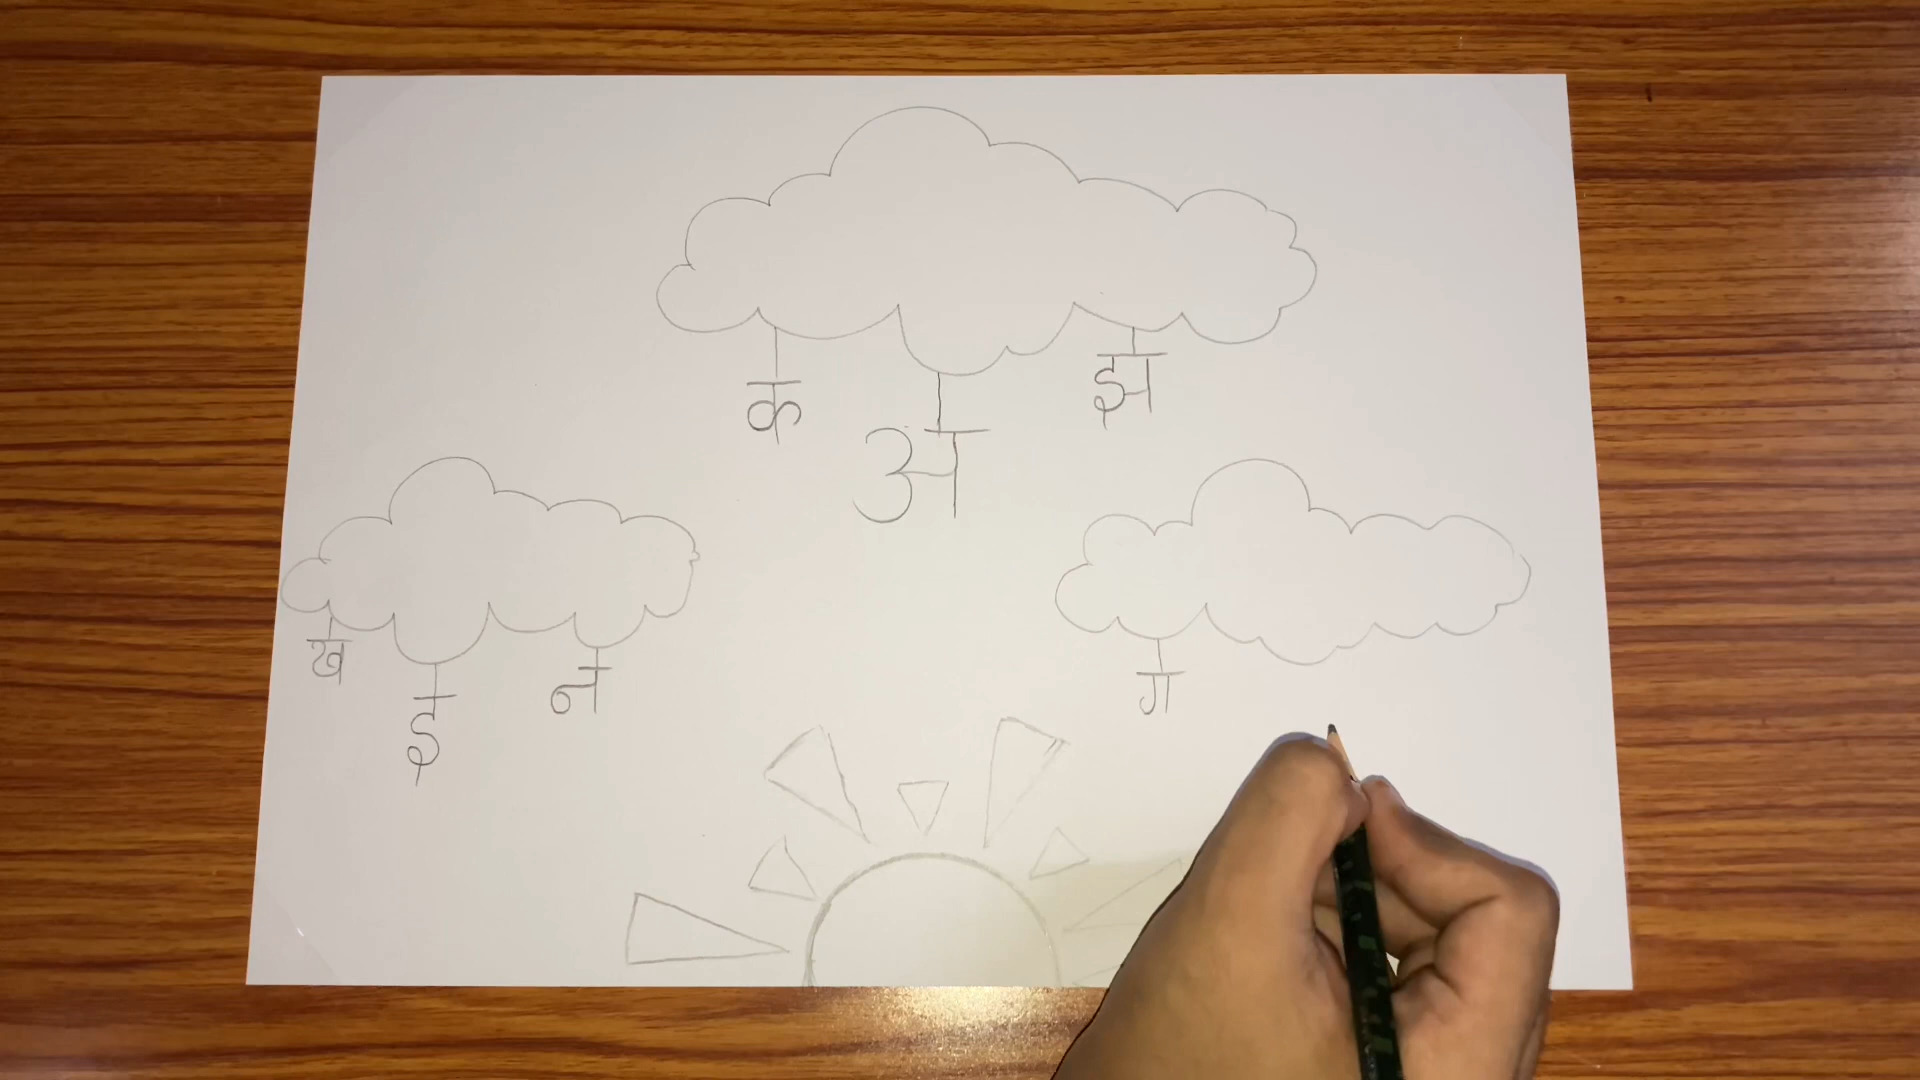 क अ झ
ख इ न
ग